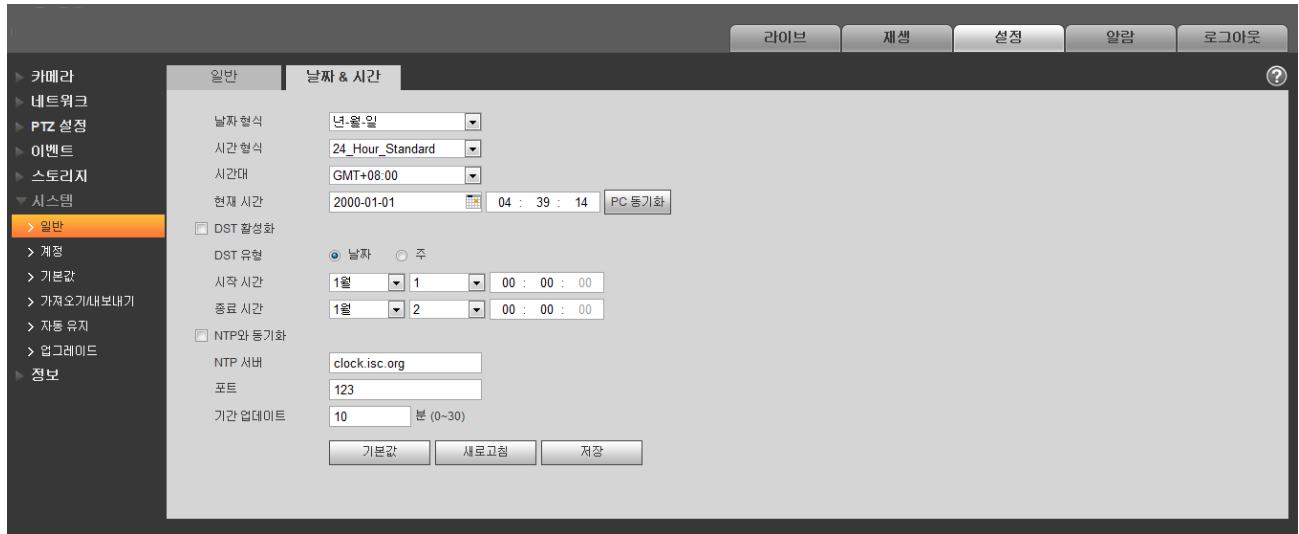 라이브 재생 설정 알람 로그아웃
카메라
네트워크
PTZ 설정
이벤트
스토리지
시스템
일반
계정
기본값
가져오기/내보내기
자동 유지
업그레이드
정보
일반 날짜 & 시간
날짜 형식 년-월-일
시간 형식 24_Hour_Standard
시간대 GMT+08:00
현재 시간 2000-01-01 04 : 39 : 14 PC 동기화
DST 활성화
DST 유형 날짜 주
시작 시간 1월 1 00 : 00 : 00
종료 시간 1월 2 00 : 00 : 00
NTP와 동기화
NTP 서버 clock.isc.org
포트 123
기간 업데이트 10 분 (0~30)
기본값 새로고침 저장